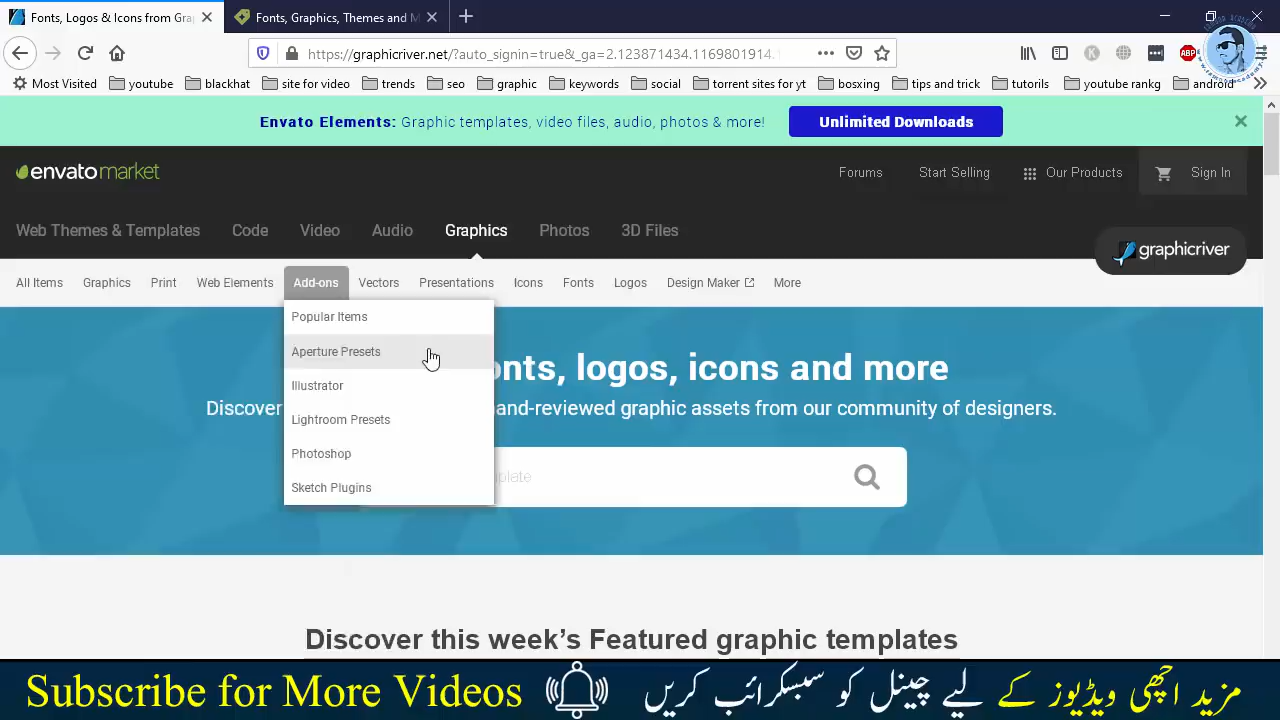 Fonts, Logos & Icons from Gra
Fonts, Graphics, Themes and M
https://graphicriver.net/?auto_signin=true&_ga=2.123871434.1169801914.1
Most Visited youtube blackhat site for video trends seo graphic keywords social torrent sites for yt bosxing tips and trick tutorils youtube rankg android
Envato Elements: Graphic templates, video files, audio, photos & more! Unlimited Downloads
envatomarket Forums Start Selling Our Products Sign In
Web Themes & Templates Code Video Audio Graphics Photos 3D Files
graphicriver
All Items Graphics Print Web Elements Add-ons Vectors Presentations Icons Fonts Logos Design Maker More
Popular Items
Aperture Presets
Illustrator
Lightroom Presets
Photoshop
Sketch Plugins
onts, logos, icons and more
Discover and-reviewed graphic assets from our community of designers.
plate
Discover this week's Featured graphic templates
Subscribe for More Videos مزید اچھی ویڈیوز کے لیے چینل کو سبسکرائب کریں